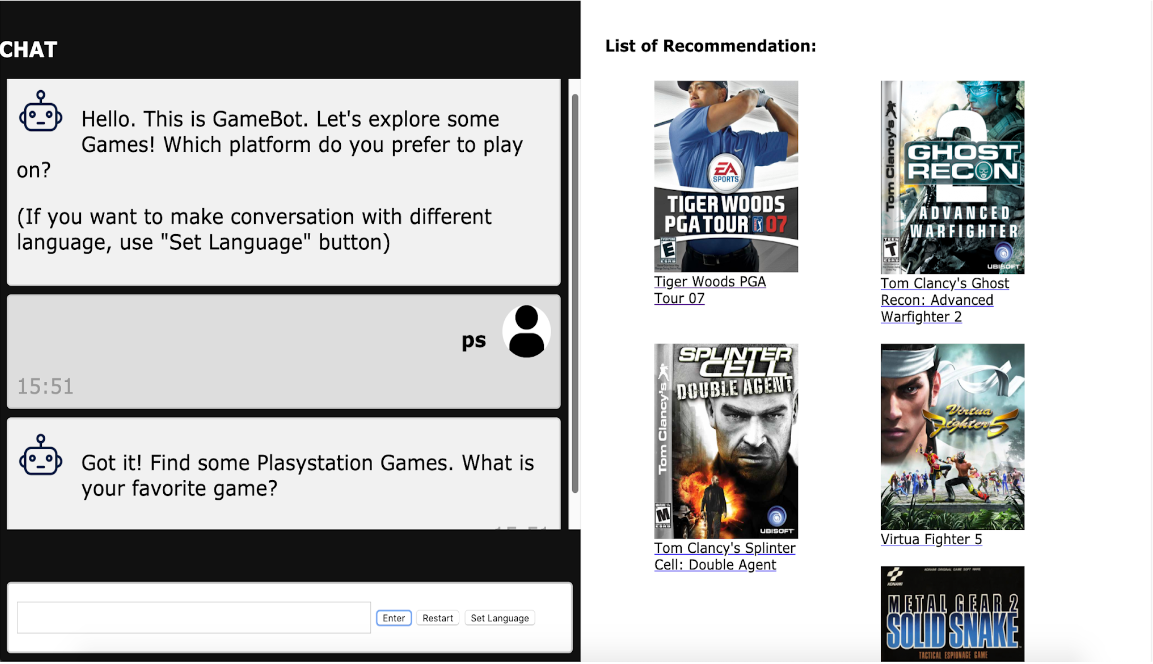 CHAT
Hello. This is GameBot. Let's explore some
Games! Which platform do you prefer to play
on?
(If you want to make conversation with different
language, use "Set Language" button)
ps
15:51
Got it! Find some Plasystation Games. What is
your favorite game?
Enter
Restart
Set Language
List of Recommendation:
EA
SPORTS
TIGER WOODS
PGA TOUR 07
E
Tiger Woods PGA
Tour 07
Tom Clancy's
2
GHOST
RECON
ADVANCED
WARFIGHTER
T
UBISOFT
Tom Clancy's Ghost
Recon: Advanced
Warfighter 2
Tom Clancy's
SPLINTER
CELL
DOUBLE AGENT
M
UBISOFT
Tom Clancy's Splinter
Cell: Double Agent
Virtua
Fighter 5
Virtua Fighter 5
KONAMI
METAL GEAR 2
SOLID SNAKE
TACTICAL ESPIONAGE GAME